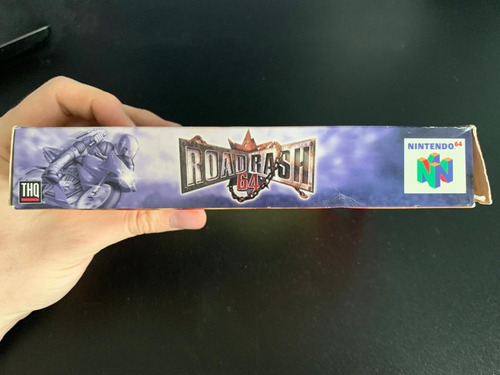 THQ
ROAD RASH
64
NINTENDO 64
N